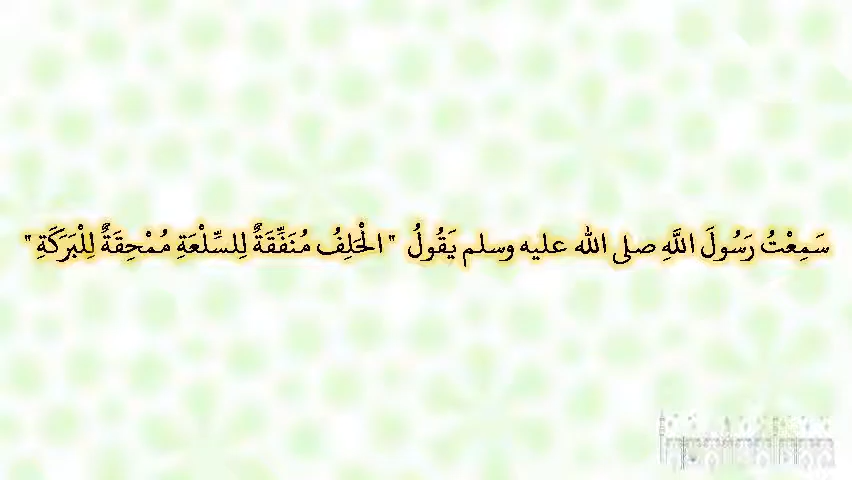 سَمِعْتُ رَسُولَ اللَّهِ صلى الله عليه وسلم يَقُولُ ‏"‏ الْحَلِفُ مُنَفِّقَةٌ لِلسِّلْعَةِ مُمْحِقَةٌ لِلْبَرَكَةِ ‏"‏